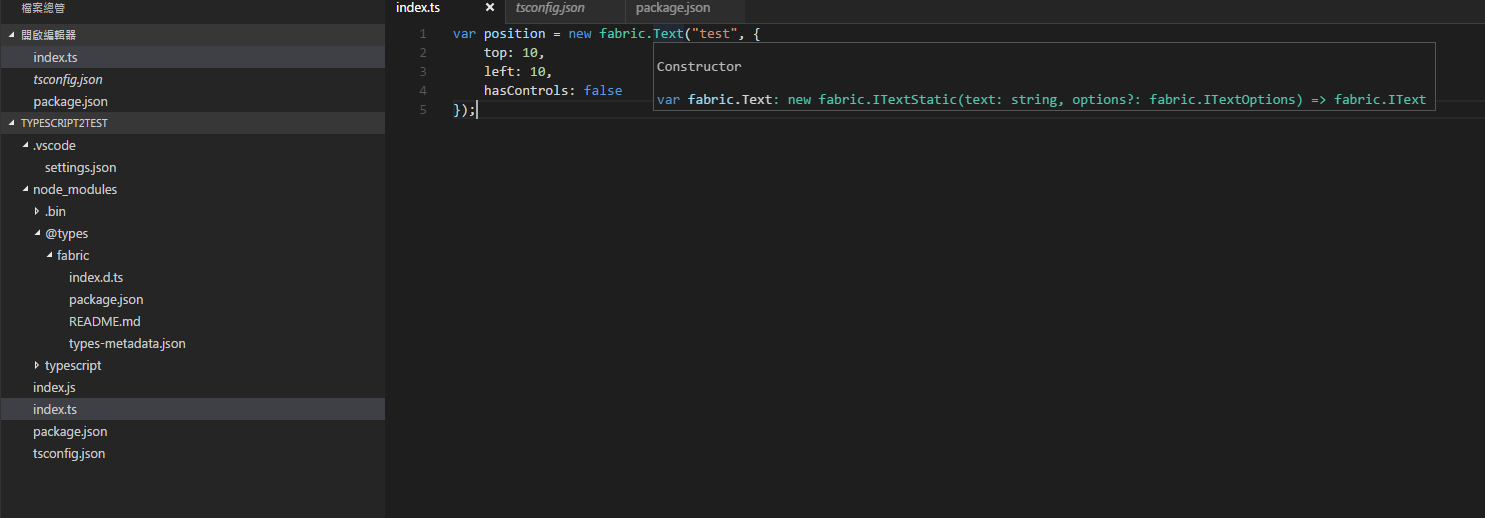 檔案總管
開啟編輯器
index.ts
tsconfig.json
package.json
TYPESCRIPT2TEST
.vscode
settings.json
node_modules
.bin
@types
fabric
index.d.ts
package.json
README.md
types-metadata.json
typescript
index.js
index.ts
package.json
tsconfig.json
index.ts × tsconfig.json package.json
1 var position = new fabric.Text("test", {
2 top: 10,
3 left: 10,
4 hasControls: false
5 });
Constructor
var fabric.Text: new fabric.ITextStatic(text: string, options?: fabric.ITextOptions) => fabric.IText